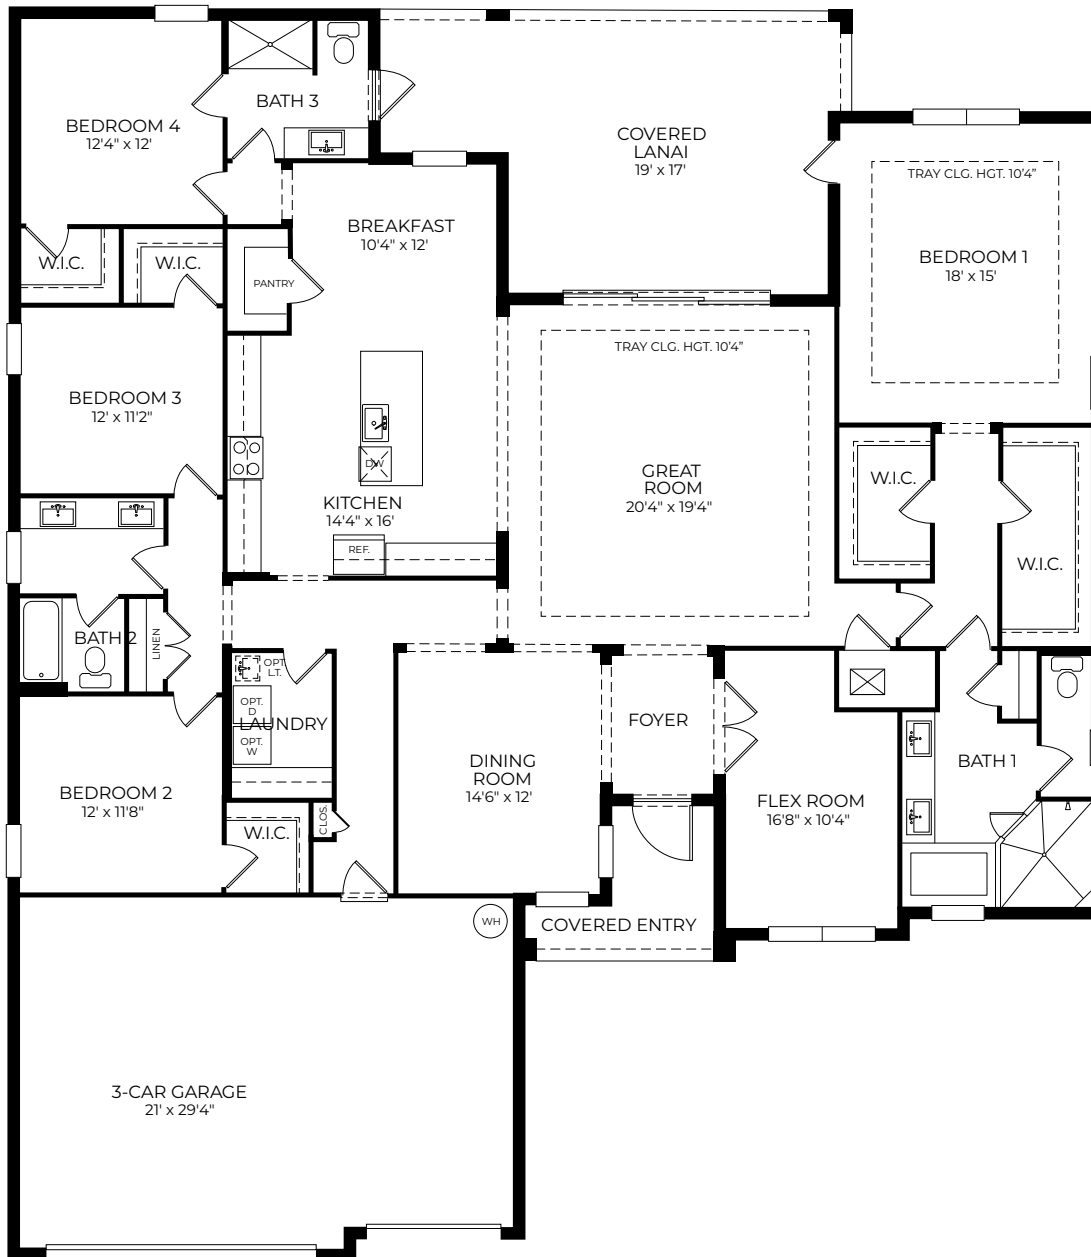 BATH 3
BEDROOM 4
12'4" x 12'
COVERED
LANAI
19' x 17'
TRAY CLG. HGT. 10'4”
BREAKFAST
10'4" x 12'
BEDROOM 1
18' x 15'
W.I.C.
W.I.C.
PANTRY
TRAY CLG. HGT. 10'4”
BEDROOM 3
12' x 11'2"
DW
GREAT
ROOM
20'4" x 19'4"
W.I.C.
KITCHEN
14'4" x 16'
REF.
W.I.C.
BATH 2
LINEN
OPT.
L.T.
OPT.
D
LAUNDRY
OPT.
W
FOYER
DINING
ROOM
14'6" x 12'
BATH 1
BEDROOM 2
12' x 11'8"
FLEX ROOM
16'8" x 10'4"
W.I.C.
CLOS.
WH
COVERED ENTRY
3-CAR GARAGE
21' x 29'4"